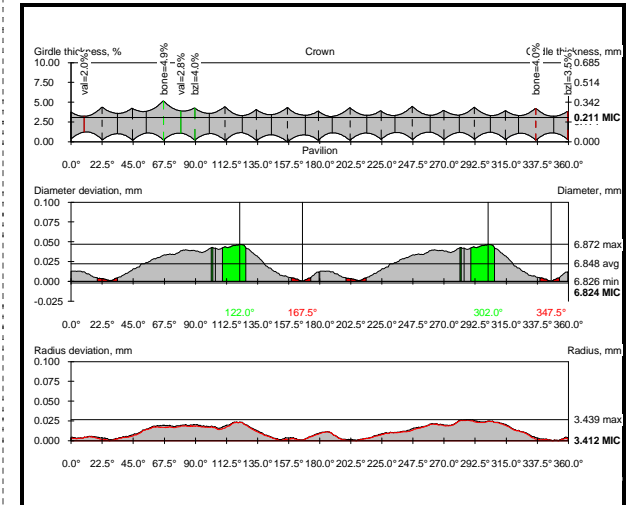 Girdle thickness, % Crown Girdle thickness, mm
val=2.0% bone=4.9% val=2.8% bzl=4.0% bone=4.0% bzl=3.5%
10.00 0.685
7.50 0.514
5.00 0.342
0.211 MIC
2.50
0.00 0.000
Pavilion
0.0° 22.5° 45.0° 67.5° 90.0° 112.5° 135.0° 157.5° 180.0° 202.5° 225.0° 247.5° 270.0° 292.5° 315.0° 337.5° 360.0°
Diameter deviation, mm Diameter, mm
0.100
0.075
0.050 6.872 max
0.025 6.848 avg
0.000 6.826 min
6.824 MIC
-0.025
122.0° 167.5° 302.0° 347.5°
0.0° 22.5° 45.0° 67.5° 90.0° 112.5° 135.0° 157.5° 180.0° 202.5° 225.0° 247.5° 270.0° 292.5° 315.0° 337.5° 360.0°
Radius deviation, mm Radius, mm
0.100
0.075
0.050
0.025 3.439 max
0.000 3.412 MIC
0.0° 22.5° 45.0° 67.5° 90.0° 112.5° 135.0° 157.5° 180.0° 202.5° 225.0° 247.5° 270.0° 292.5° 315.0° 337.5° 360.0°